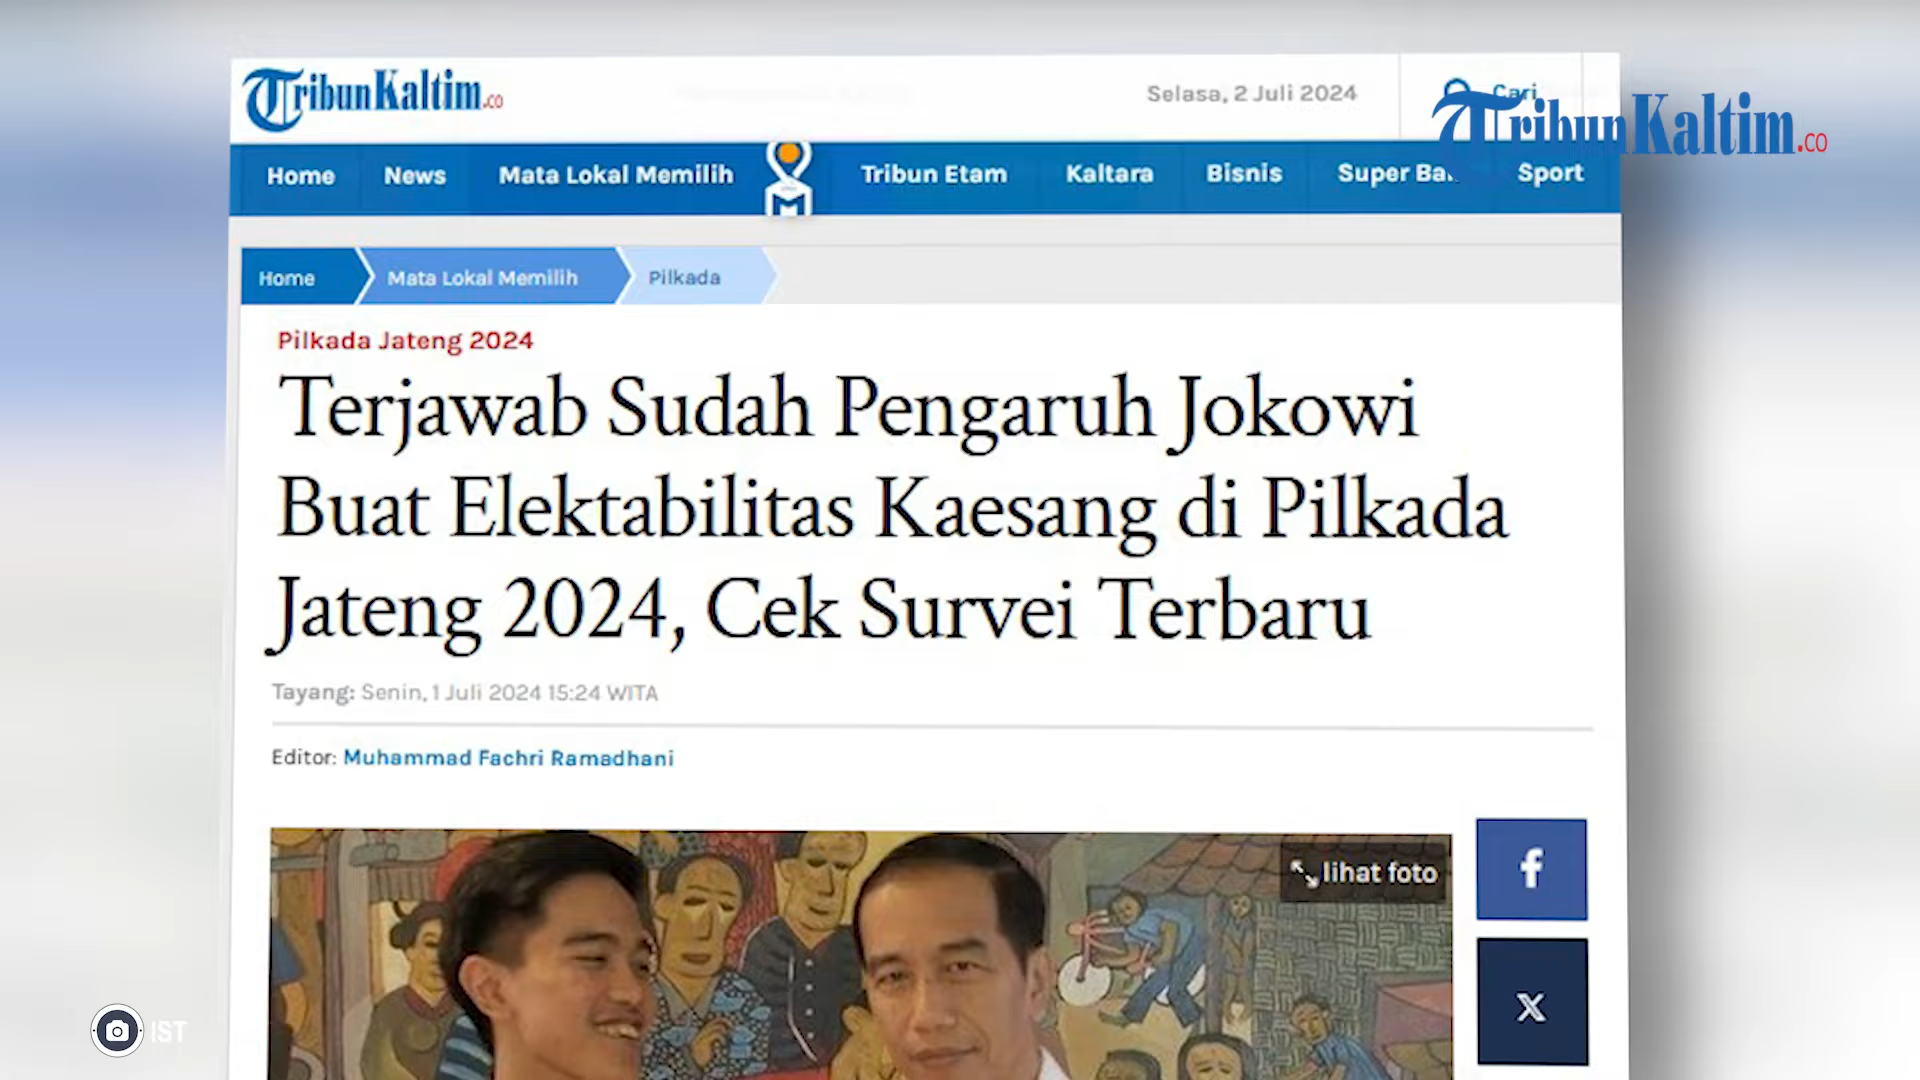 TribunKaltim.co
Selasa, 2 Juli 2024
Cari
TribunKaltim.co
Home News Mata Lokal Memilih Tribun Etam Kaltara Bisnis Super Ball Sport
Home Mata Lokal Memilih Pilkada
Pilkada Jateng 2024
Terjawab Sudah Pengaruh Jokowi
Buat Elektabilitas Kaesang di Pilkada
Jateng 2024, Cek Survei Terbaru
Tayang: Senin, 1 Juli 2024 15:24 WITA
Editor: Muhammad Fachri Ramadhani
lihat foto
IST